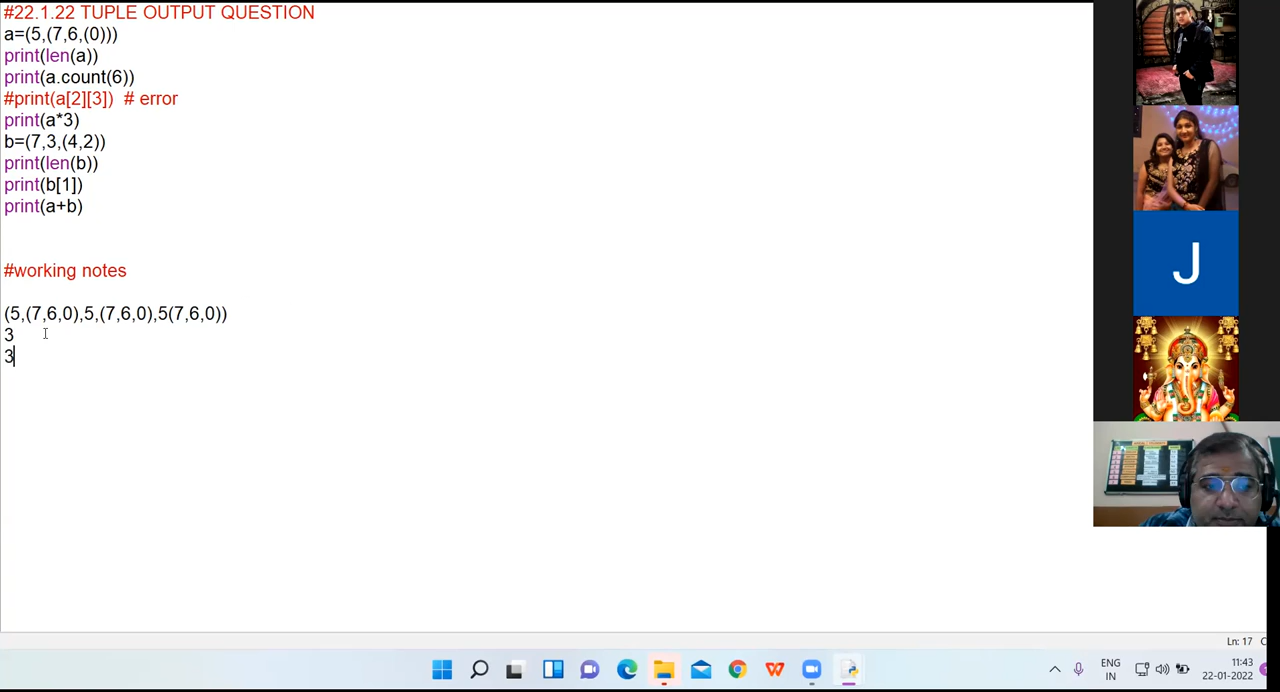 #22.1.22 TUPLE OUTPUT QUESTION
a=(5,(7,6,(0)))
print(len(a))
print(a.count(6))
#print(a[2][3])  # error
print(a*3)
b=(7,3,(4,2))
print(len(b))
print(b[1])
print(a+b)
#working notes
(5,(7,6,0),5,(7,6,0),5(7,6,0))
3
3
J
Ln: 17
ENG
IN
11:43
22-01-2022